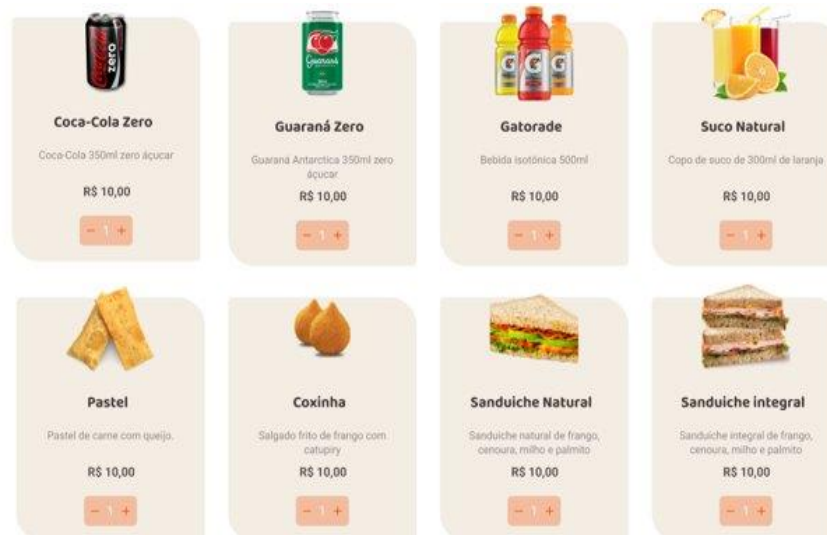 zero
Guaraná
G
G
G
Coca-Cola Zero
Guaraná Zero
Gatorade
Suco Natural
Coca-Cola 350ml zero áçucar
Guaraná Antarctica 350ml zero
áçucar
Bebida isotônica 500ml
Copo de suco de 300ml de laranja
R$ 10,00
R$ 10,00
R$ 10,00
R$ 10,00
− 1 +
− 1 +
− 1 +
− 1 +
Pastel
Coxinha
Sanduiche Natural
Sanduiche integral
Pastel de carne com queijo.
Salgado frito de frango com
catupiry
Sanduiche natural de frango,
cenoura, milho e palmito
Sanduiche integral de frango,
cenoura, milho e palmito
R$ 10,00
R$ 10,00
R$ 10,00
R$ 10,00
− 1 +
− 1 +
− 1 +
− 1 +